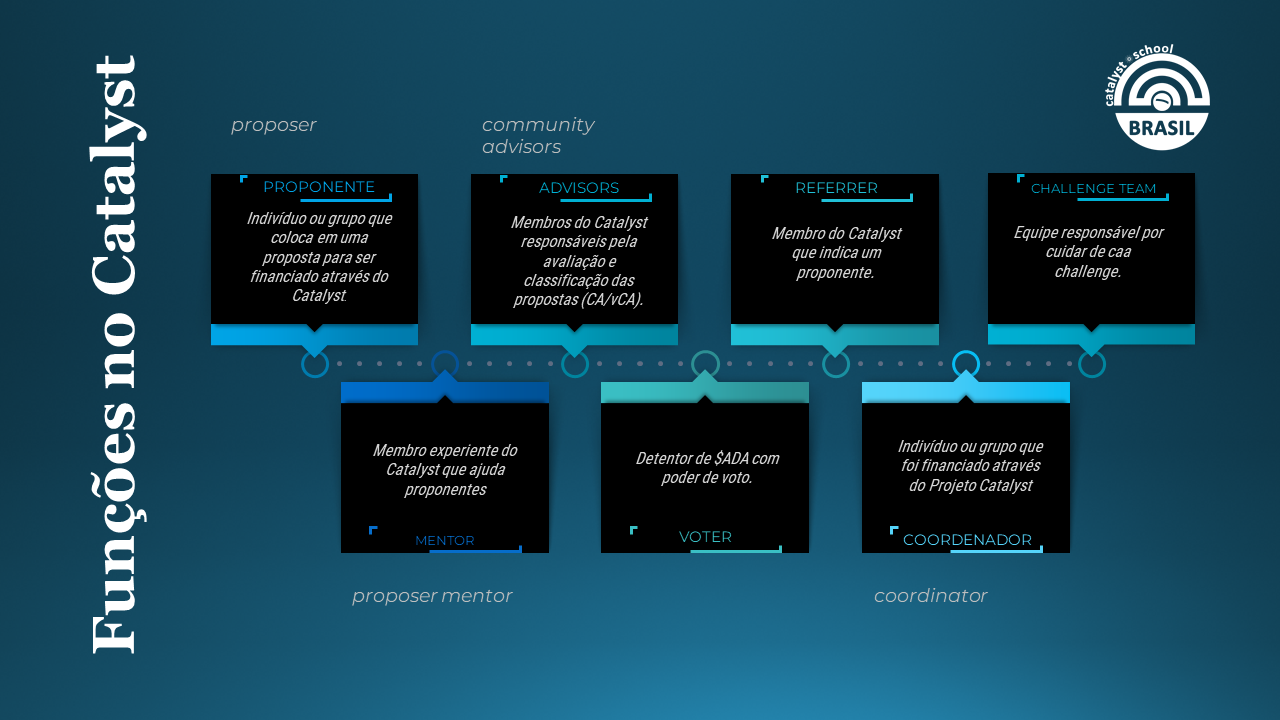 Funções no Catalyst
catalyst school
BRASIL
proposer
community
advisors
PROPONENTE
Indivíduo ou grupo que
coloca em uma
proposta para ser
financiado através do
Catalyst.
ADVISORS
Membros do Catalyst
responsáveis pela
avaliação e
classificação das
propostas (CA/vCA).
REFERRER
Membro do Catalyst
que indica um
proponente.
CHALLENGE TEAM
Equipe responsável por
cuidar de caa
challenge.
Membro experiente do
Catalyst que ajuda
proponentes
MENTOR
Detentor de $ADA com
poder de voto.
VOTER
Indivíduo ou grupo que
foi financiado através
do Projeto Catalyst
COORDENADOR
proposer mentor
coordinator